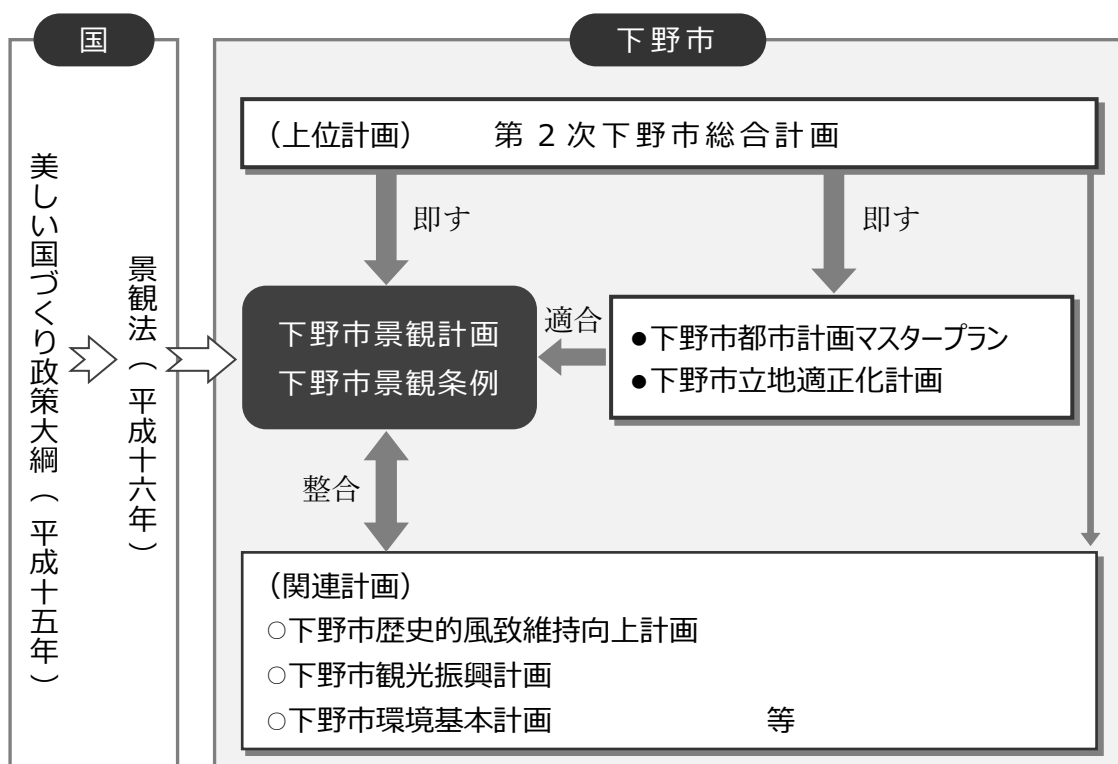 国
美しい国づくり政策大綱（平成十五年）
景観法（平成十六年）
下野市
（上位計画） 第２次下野市総合計画
即す
即す
下野市景観計画
下野市景観条例
適合
●下野市都市計画マスタープラン
●下野市立地適正化計画
整合
（関連計画）
○下野市歴史的風致維持向上計画
○下野市観光振興計画
○下野市環境基本計画 等